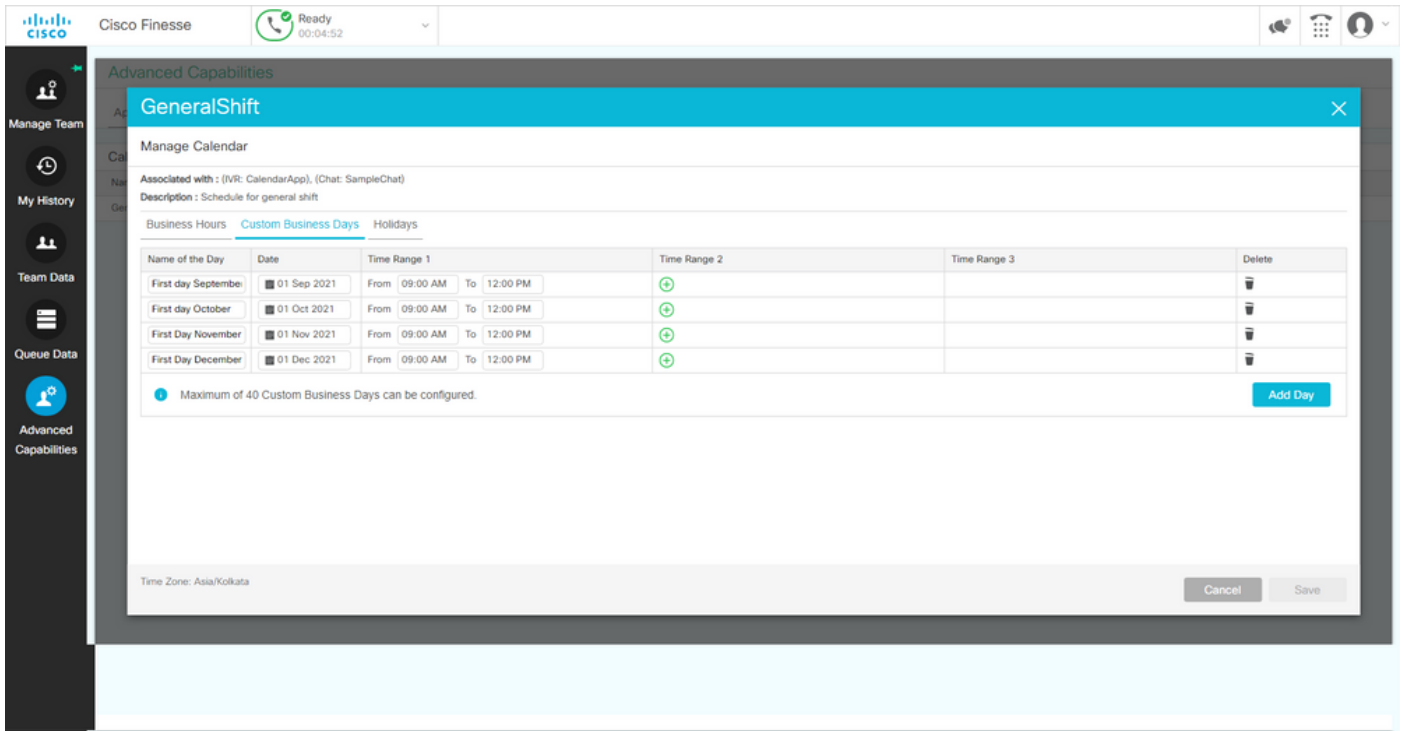 CISCO
Cisco Finesse
Ready
00:04:52
Advanced Capabilities
Manage Team
My History
Team Data
Queue Data
Advanced
Capabilities
Ap
Cal
Nar
Ger
GeneralShift
Manage Calendar
Associated with : (IVR: CalendarApp), (Chat: SampleChat)
Description : Schedule for general shift
Business Hours Custom Business Days Holidays
Name of the Day Date Time Range 1 Time Range 2 Time Range 3 Delete
First day September 01 Sep 2021 From 09:00 AM To 12:00 PM
First day October 01 Oct 2021 From 09:00 AM To 12:00 PM
First Day November 01 Nov 2021 From 09:00 AM To 12:00 PM
First Day December 01 Dec 2021 From 09:00 AM To 12:00 PM
Maximum of 40 Custom Business Days can be configured.
Add Day
Time Zone: Asia/Kolkata
Cancel Save